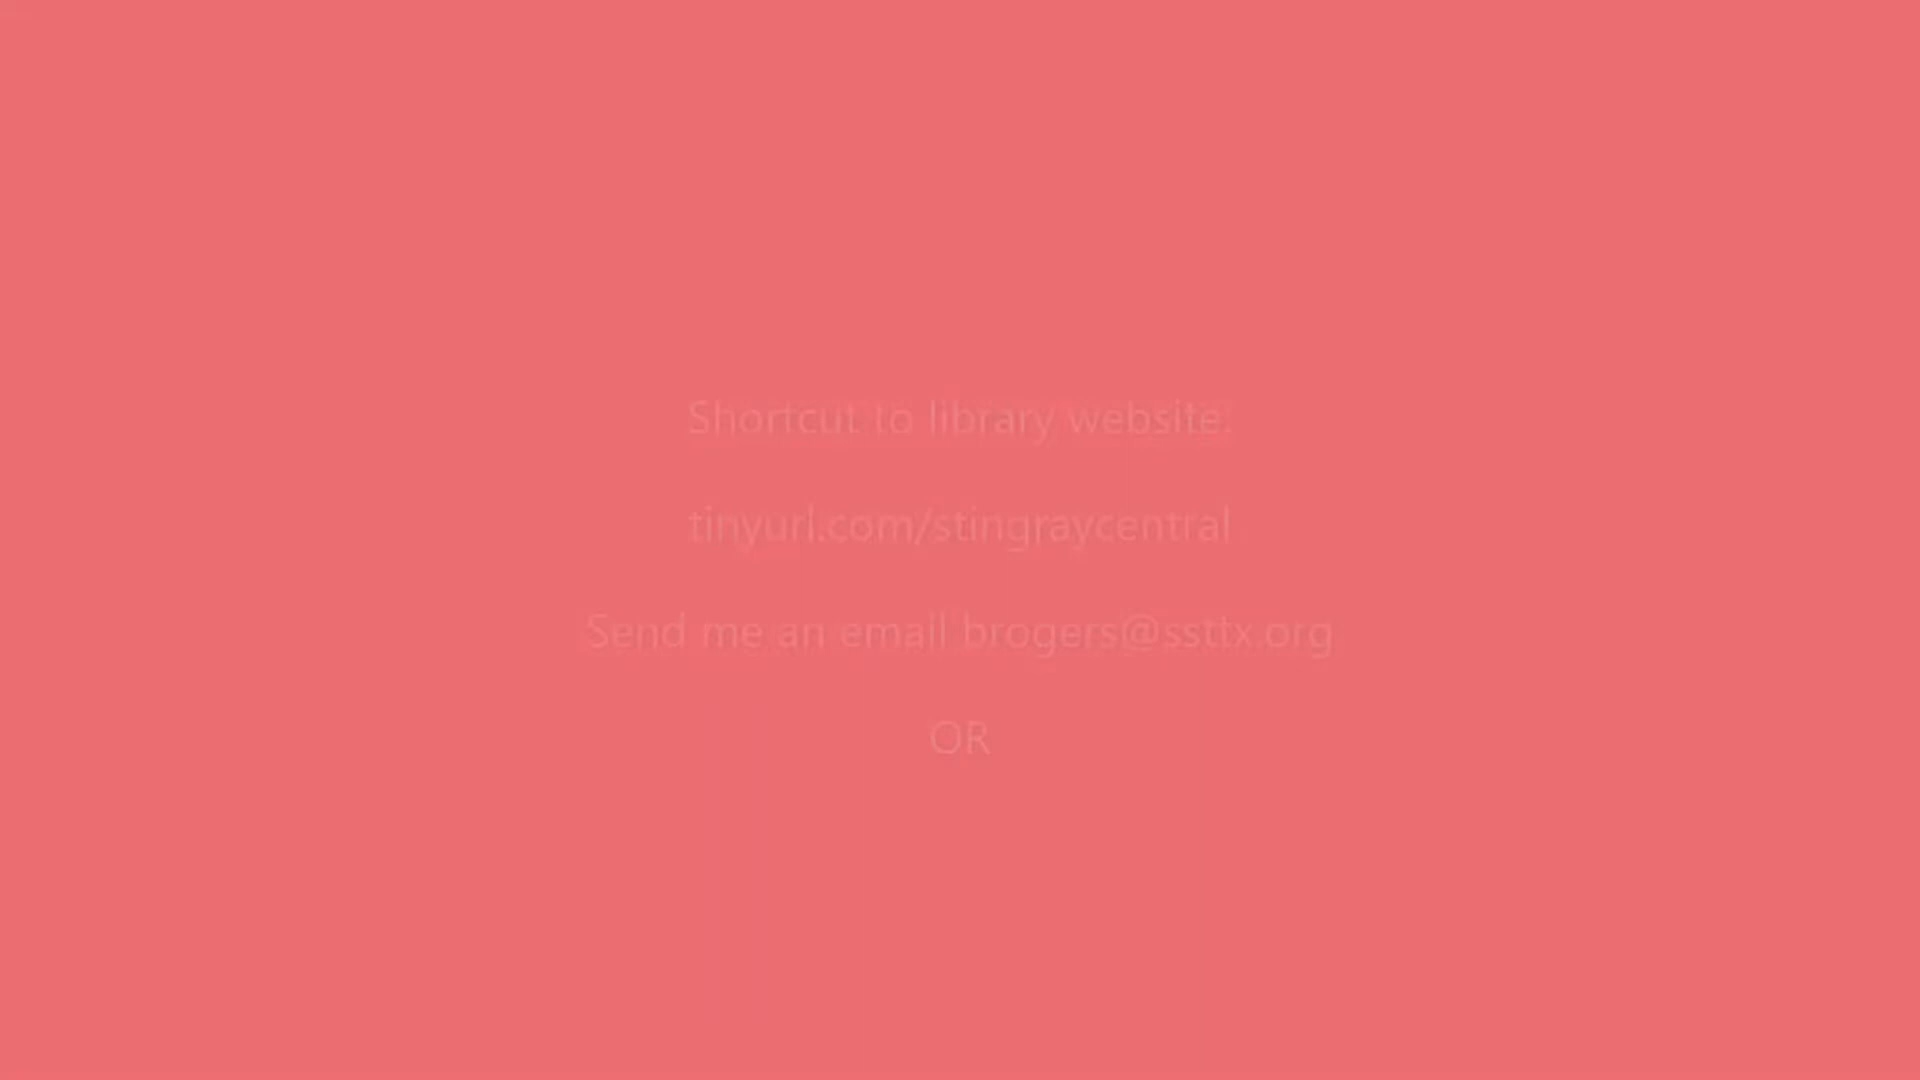 Shortcut to library website:
tinyurl.com/stingraycentral
Send me an email brogers@ssttx.org
OR